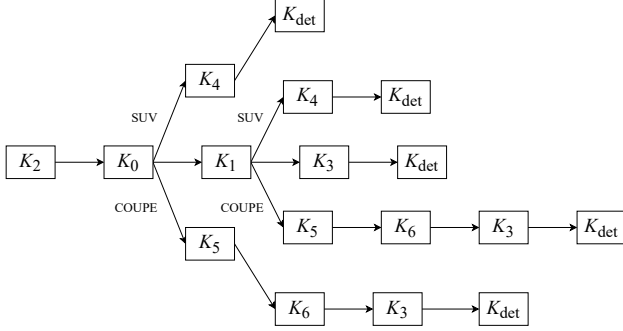 K_det
K_4
SUV
SUV
K_4
K_det
K_2
K_0
K_1
K_3
K_det
COUPE
COUPE
K_5
K_6
K_3
K_det
K_5
K_6
K_3
K_det